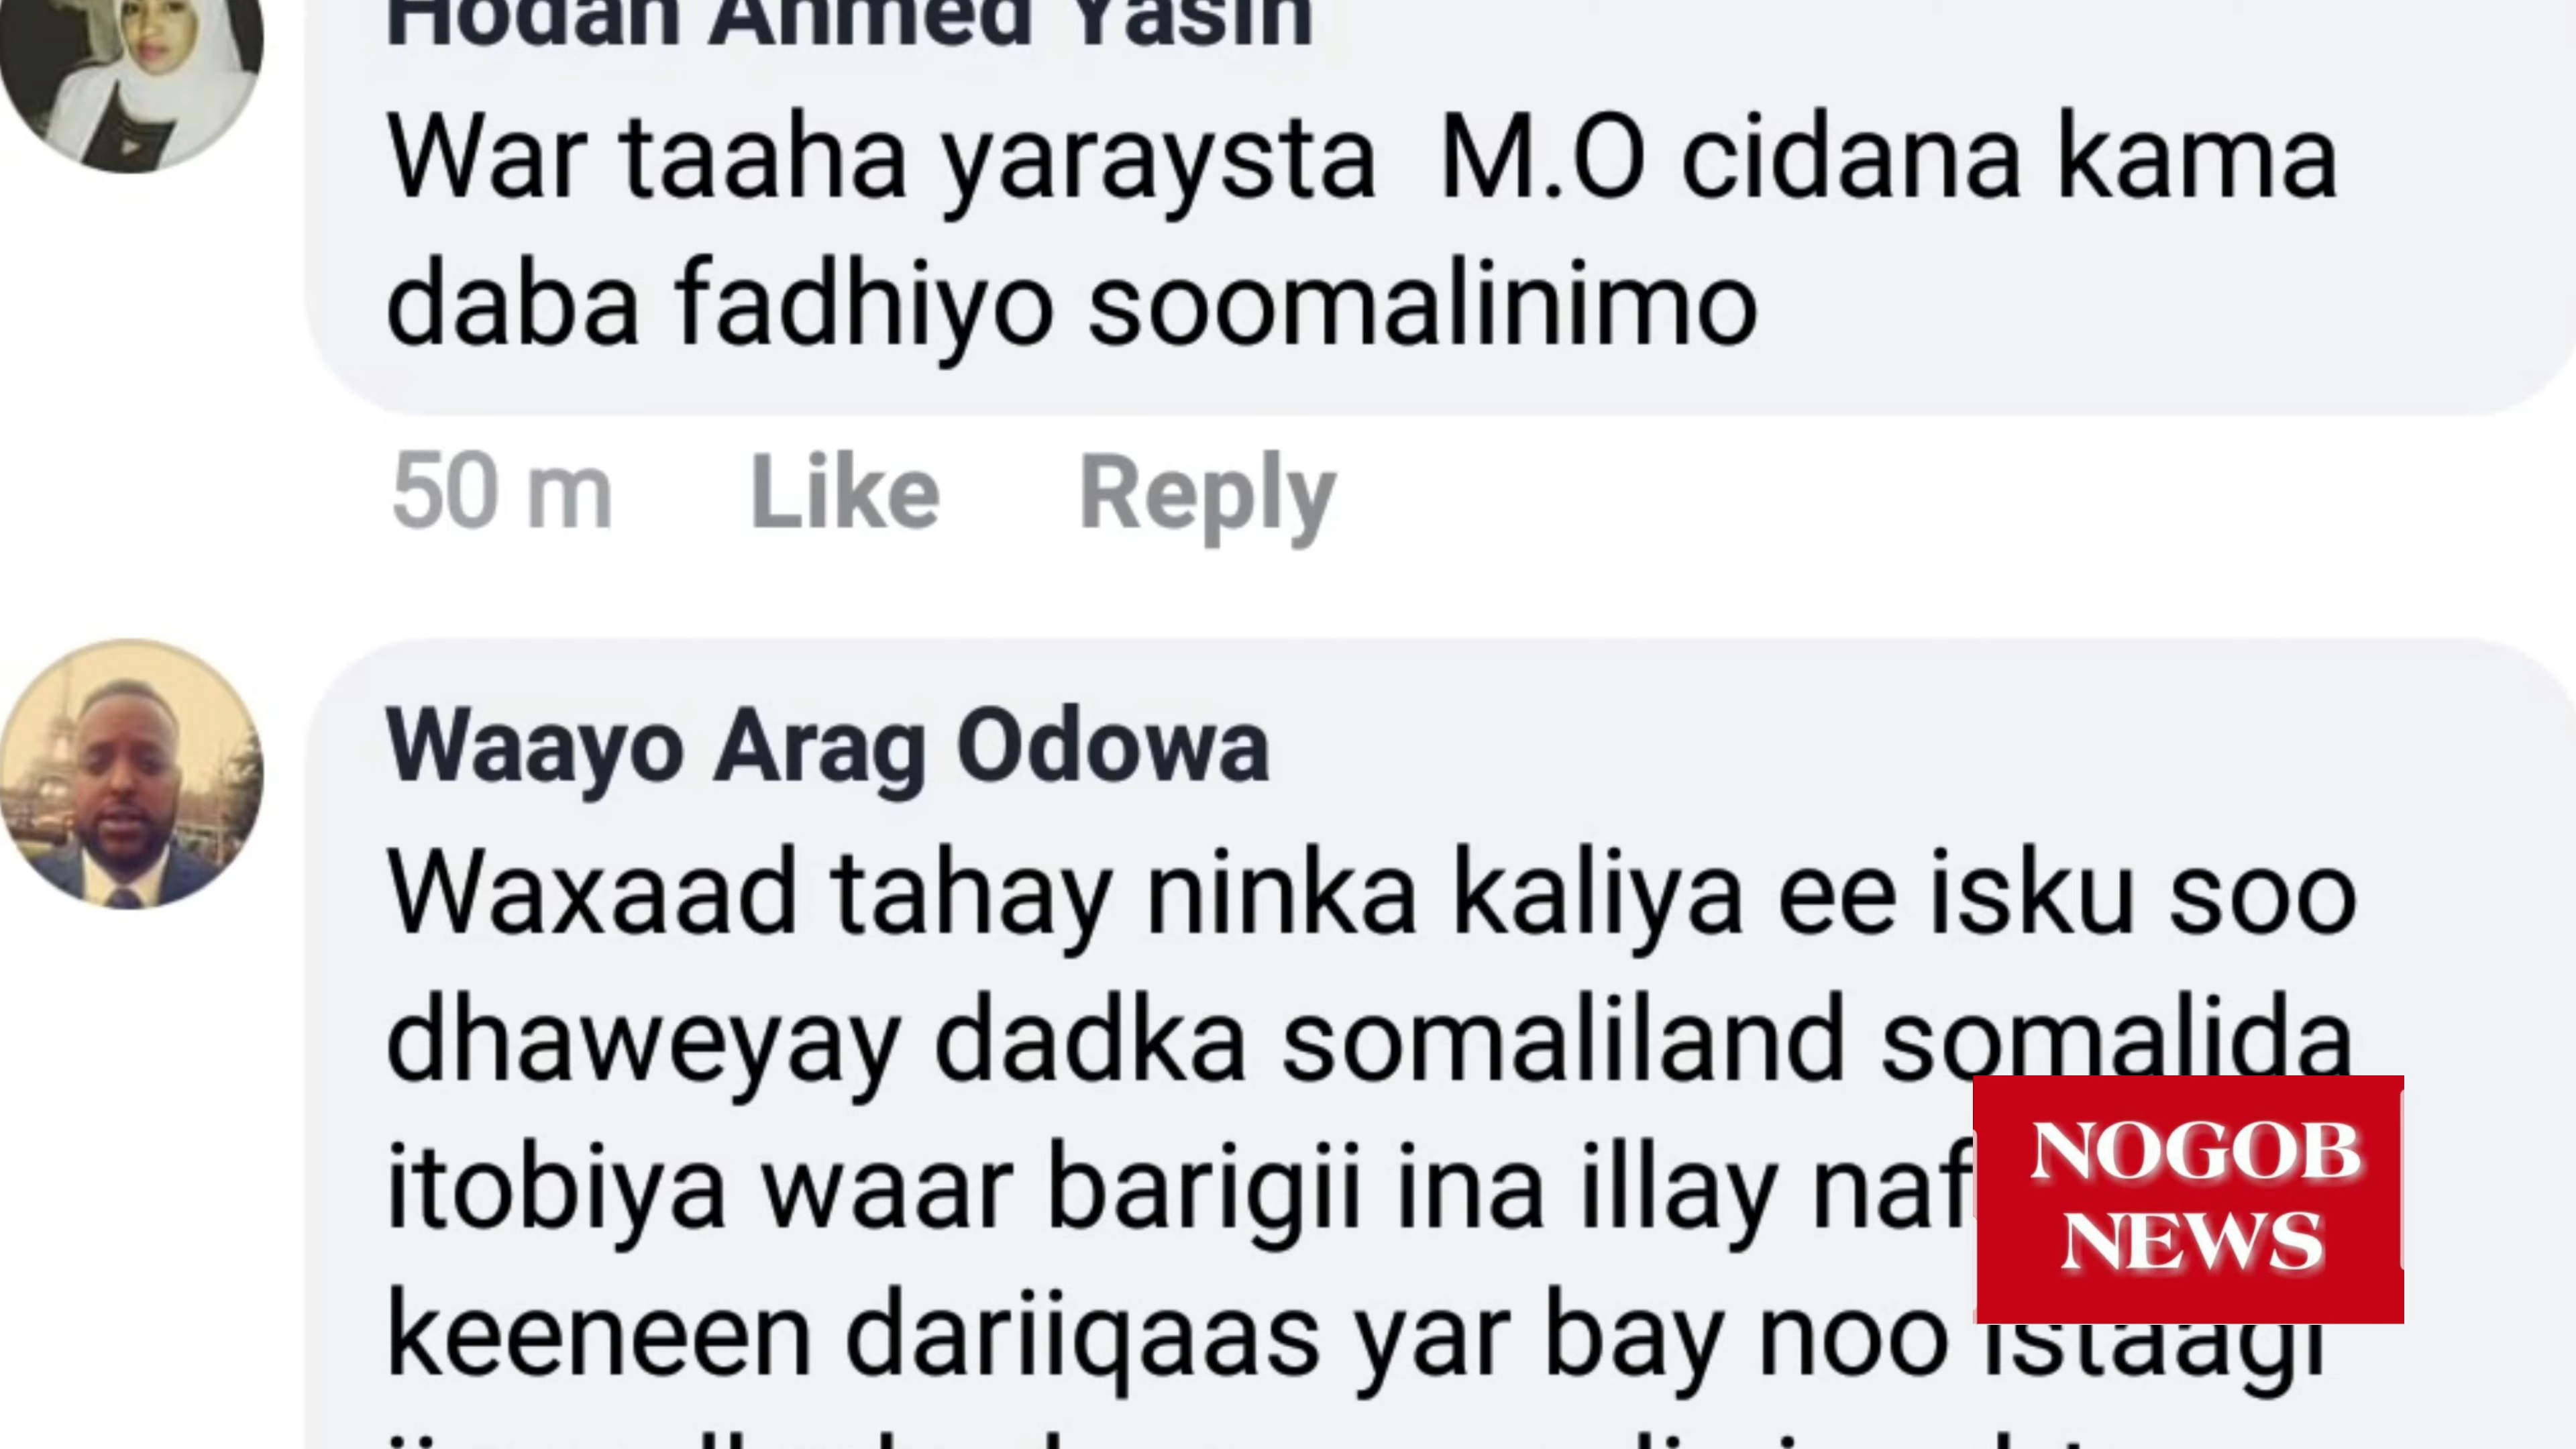 Hodan Ahmed Yasin
War taaha yaraysta M.O cidana kama
daba fadhiyo soomalinimo
50 m Like Reply
Waayo Arag Odowa
Waxaad tahay ninka kaliya ee isku soo
dhaweyay dadka somaliland somalida
itobiya waar barigii ina illay
keeneen dariiqaas yar bay noo istaagi
NOGOB
NEWS